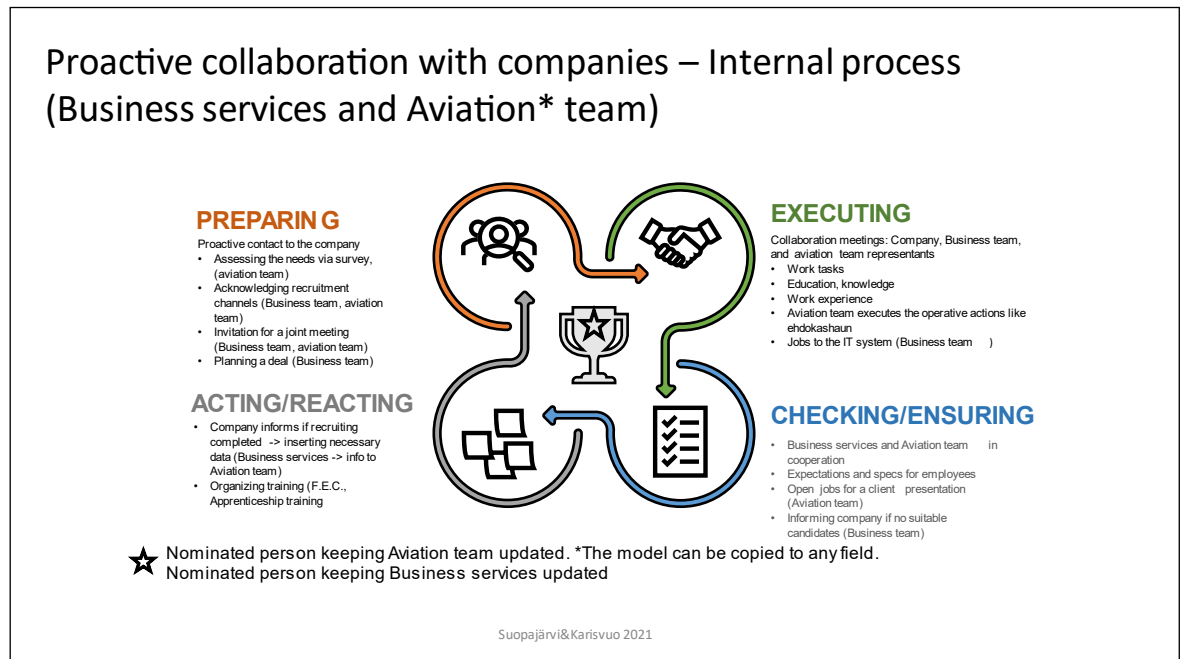 Proactive collaboration with companies – Internal process
(Business services and Aviation* team)
PREPARING
Proactive contact to the company
• Assessing the needs via survey,
(aviation team)
• Acknowledging recruitment
channels (Business team, aviation
team)
• Invitation for a joint meeting
(Business team, aviation team)
• Planning a deal (Business team)
EXECUTING
Collaboration meetings: Company, Business team,
and aviation team representants
• Work tasks
• Education, knowledge
• Work experience
• Aviation team executes the operative actions like
ehdokashaun
• Jobs to the IT system (Business team )
ACTING/REACTING
• Company informs if recruiting
completed -> inserting necessary
data (Business services -> info to
Aviation team)
• Organizing training (F.E.C.,
Apprenticeship training
CHECKING/ENSURING
• Business services and Aviation team in
cooperation
• Expectations and specs for employees
• Open jobs for a client presentation
(Aviation team)
• Informing company if no suitable
candidates (Business team)
Nominated person keeping Aviation team updated. *The model can be copied to any field.
Nominated person keeping Business services updated
Suopajärvi&Karisvuo 2021